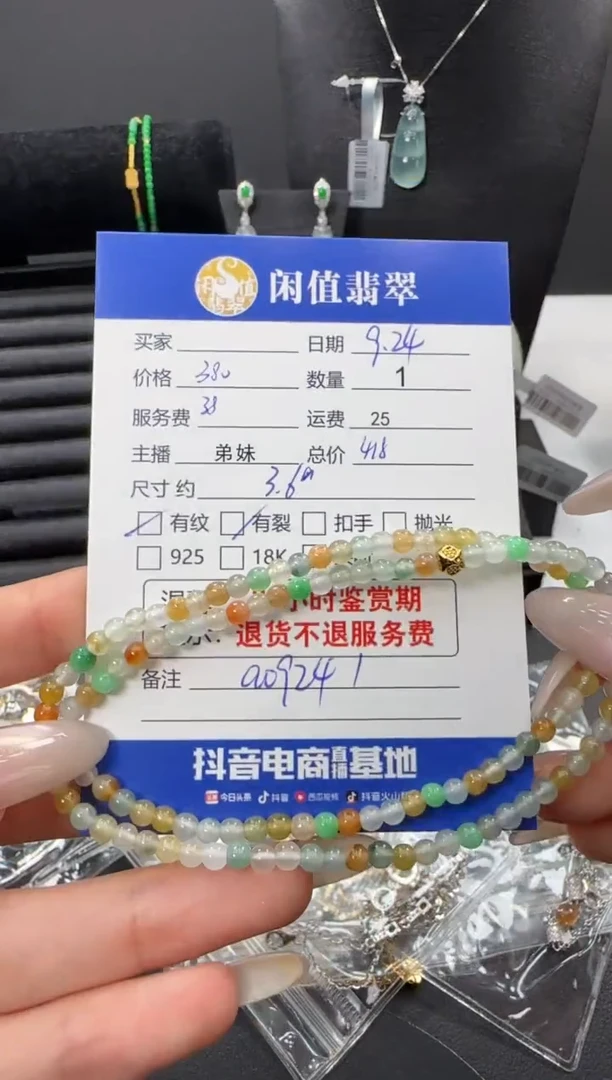 闲值翡翠
买家 日期 9.24
价格 380 数量 1
服务费 38 运费 25
主播 弟妹 总价 418
尺寸 约 3.6m
有纹 有裂 扣手 抛光
925 18K
小时鉴赏期
退货不退服务费
备注 a0924 1
抖音电商直播基地
今日头条 抖音 西瓜视频 抖音火山